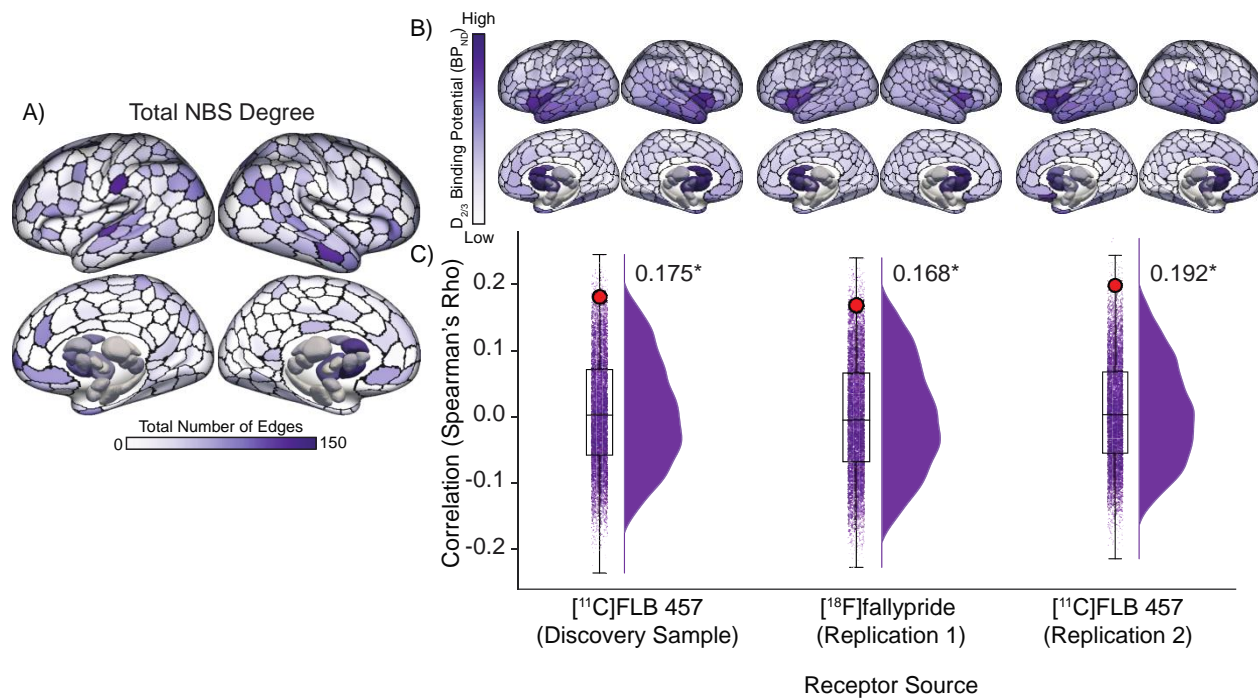 A)
Total NBS Degree
0
Total Number of Edges
150
B)
High
D2/3 Binding Potential (BPND)
Low
C)
Correlation (Spearman's Rho)
0.2
0.1
0.0
-0.1
-0.2
0.175*
0.168*
0.192*
[¹¹C]FLB 457
(Discovery Sample)
[¹⁸F]fallypride
(Replication 1)
[¹¹C]FLB 457
(Replication 2)
Receptor Source